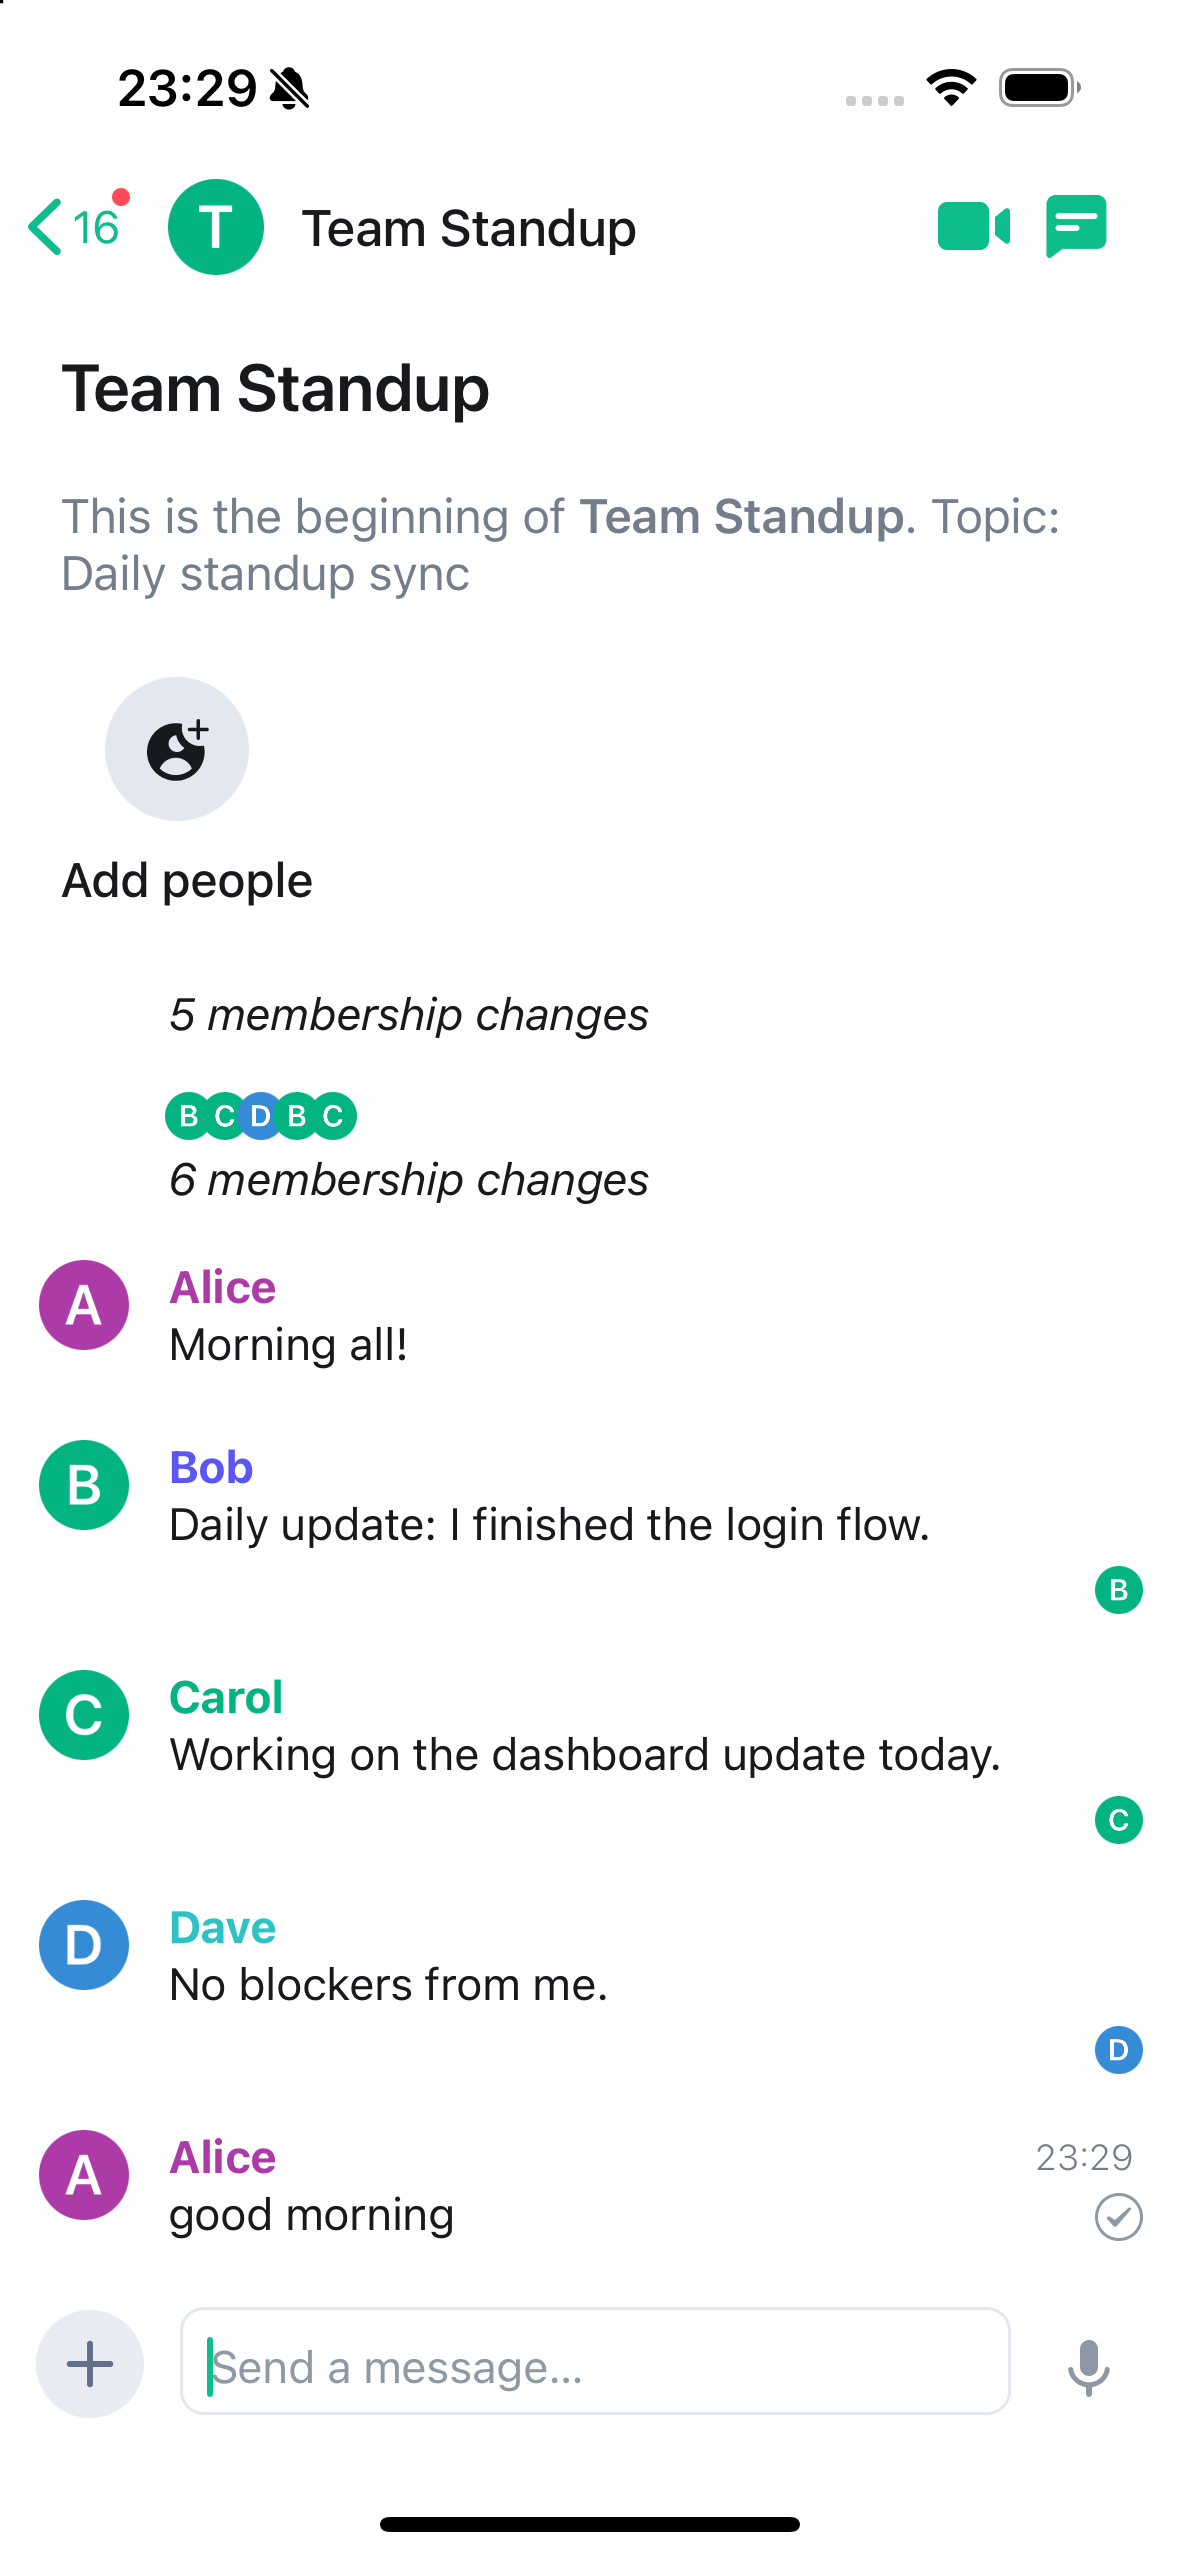 23:29
16
T
Team Standup
Team Standup
This is the beginning of Team Standup. Topic:
Daily standup sync
Add people
5 membership changes
B C D B C
6 membership changes
A
Alice
Morning all!
B
Bob
Daily update: I finished the login flow.
B
C
Carol
Working on the dashboard update today.
C
D
Dave
No blockers from me.
D
A
Alice
23:29
good morning
Send a message...